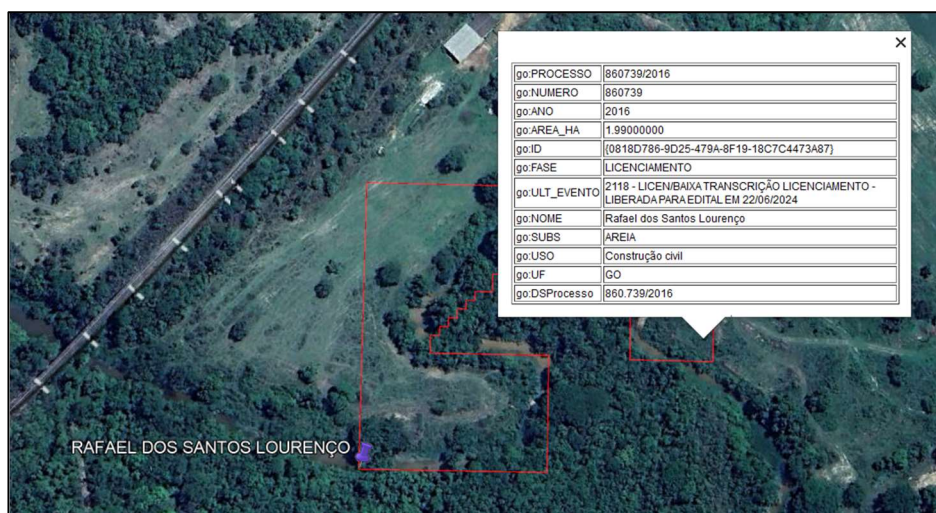 ×
go:PROCESSO 860739/2016
go:NUMERO 860739
go:ANO 2016
go:AREA_HA 1.99000000
go:ID {0818D786-9D25-479A-8F19-18C7C4473A87}
go:FASE LICENCIAMENTO
go:ULT_EVENTO 2118 - LICEN/BAIXA TRANSCRIÇÃO LICENCIAMENTO -
LIBERADA PARA EDITAL EM 22/06/2024
go:NOME Rafael dos Santos Lourenço
go:SUBS AREIA
go:USO Construção civil
go:UF GO
go:DSProcesso 860.739/2016
RAFAEL DOS SANTOS LOURENÇO